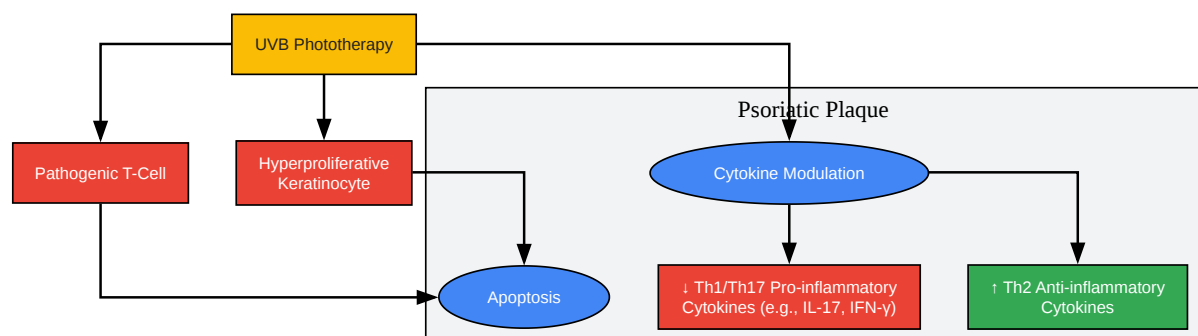 UVB Phototherapy
Psoriatic Plaque
Pathogenic T-Cell
Hyperproliferative
Keratinocyte
Cytokine Modulation
Apoptosis
↓ Th1/Th17 Pro-inflammatory
Cytokines (e.g., IL-17, IFN-γ)
↑ Th2 Anti-inflammatory
Cytokines